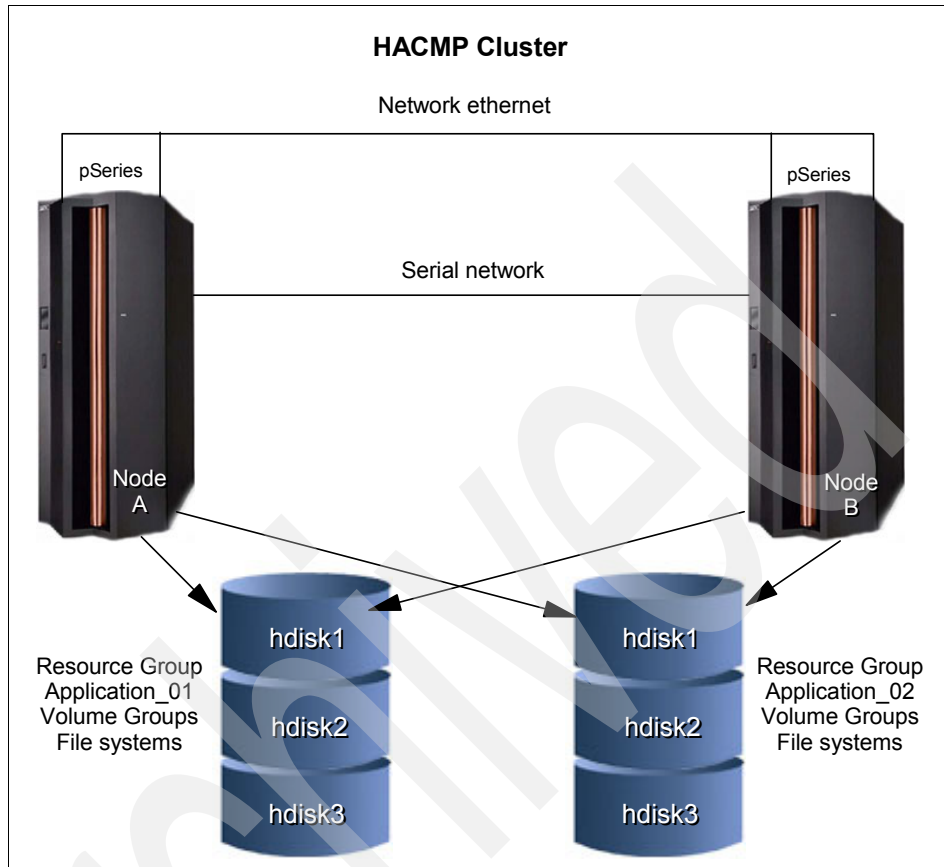 HACMP Cluster
Network ethernet
pSeries
pSeries
Serial network
Node
A
Node
B
hdisk1
hdisk2
hdisk3
hdisk1
hdisk2
hdisk3
Resource Group
Application_01
Volume Groups
File systems
Resource Group
Application_02
Volume Groups
File systems